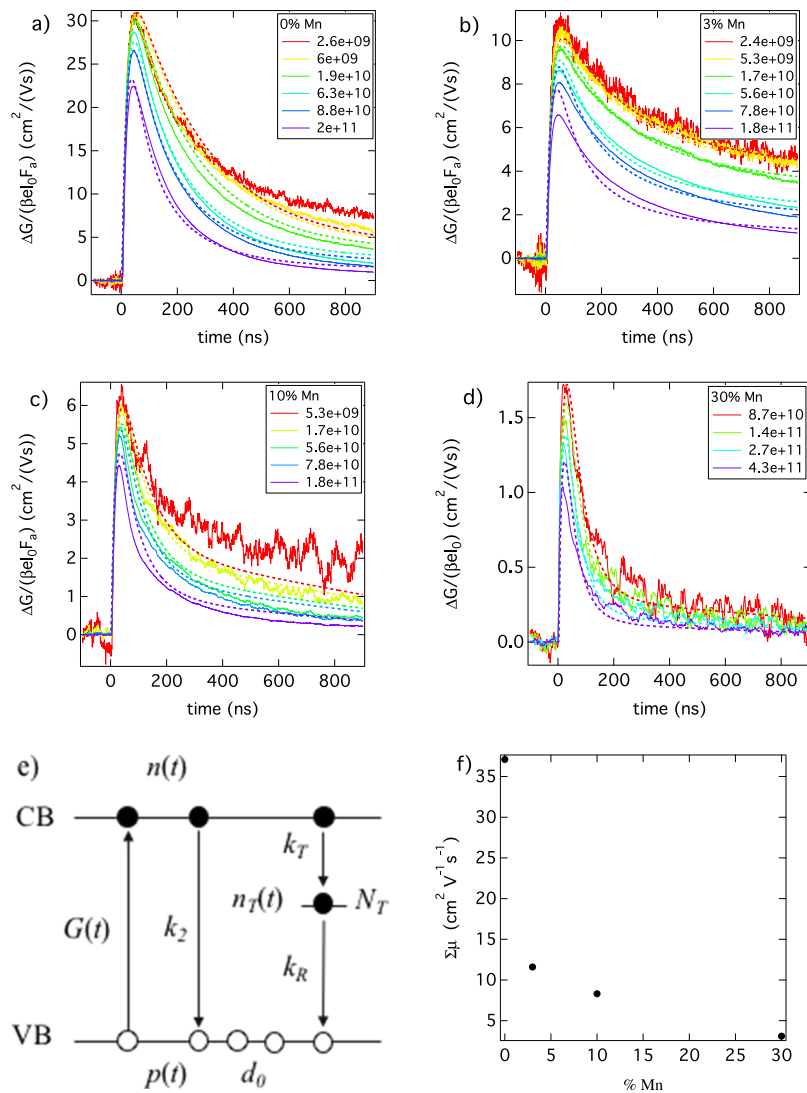 a)
0% Mn
2.6e+09
6e+09
1.9e+10
6.3e+10
8.8e+10
2e+11
30
25
20
15
10
5
0
ΔG/(βeI₀Fₐ) (cm²/(Vs))
0 200 400 600 800
time (ns)
b)
3% Mn
2.4e+09
5.3e+09
1.7e+10
5.6e+10
7.8e+10
1.8e+11
10
8
6
4
2
0
-2
ΔG/(βeI₀Fₐ) (cm²/(Vs))
0 200 400 600 800
time (ns)
c)
10% Mn
5.3e+09
1.7e+10
5.6e+10
7.8e+10
1.8e+11
6
5
4
3
2
1
0
ΔG/(βeI₀Fₐ) (cm²/(Vs))
0 200 400 600 800
time (ns)
d)
30% Mn
8.7e+10
1.4e+11
2.7e+11
4.3e+11
1.5
1.0
0.5
0.0
ΔG/(βeI₀) (cm²/(Vs))
0 200 400 600 800
time (ns)
e)
n(t)
CB
k_T
n_T(t) N_T
G(t) k₂
k_R
VB
p(t) d₀
f)
35
30
25
20
15
10
5
Σμ (cm² V⁻¹ s⁻¹)
0 5 10 15 20 25 30
% Mn